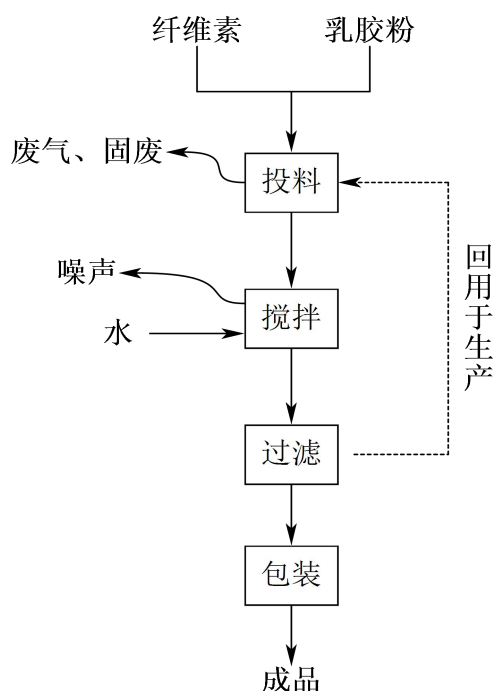 纤维素 乳胶粉
废气、固废
投料
噪声
搅拌
水
回用于生产
过滤
包装
成品